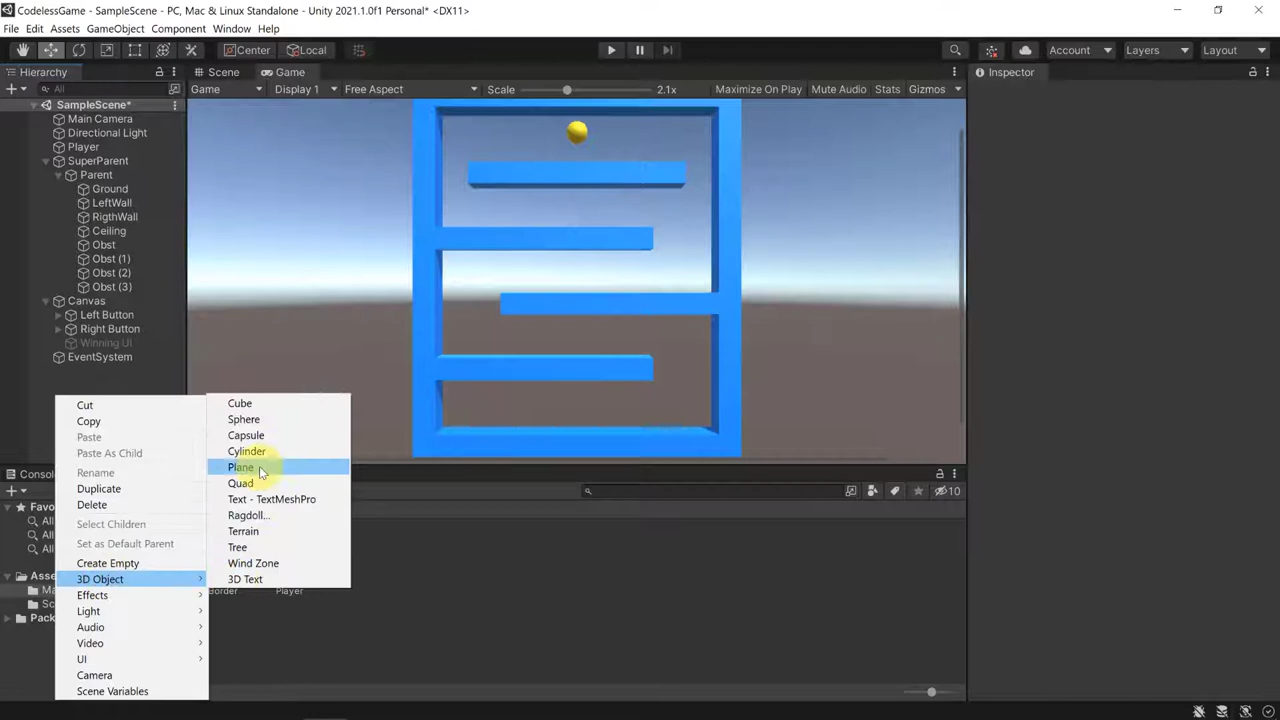 CodelessGame - SampleScene - PC, Mac & Linux Standalone - Unity 2021.1.0f1 Personal* <DX11>
File Edit Assets GameObject Component Window Help
Center Local Account Layers Layout
Hierarchy Scene Game Inspector
All Game Display 1 Free Aspect Scale 2.1x Maximize On Play Mute Audio Stats Gizmos
SampleScene*
Main Camera
Directional Light
Player
SuperParent
Parent
Ground
LeftWall
RigthWall
Ceiling
Obst
Obst (1)
Obst (2)
Obst (3)
Canvas
Left Button
Right Button
Winning UI
EventSystem
Cut
Copy
Paste
Paste As Child
Rename
Duplicate
Delete
Select Children
Set as Default Parent
Create Empty
3D Object
Effects
Light
Audio
Video
UI
Camera
Scene Variables
Cube
Sphere
Capsule
Cylinder
Plane
Quad
Text - TextMeshPro
Ragdoll...
Terrain
Tree
Wind Zone
3D Text
Border Player
10